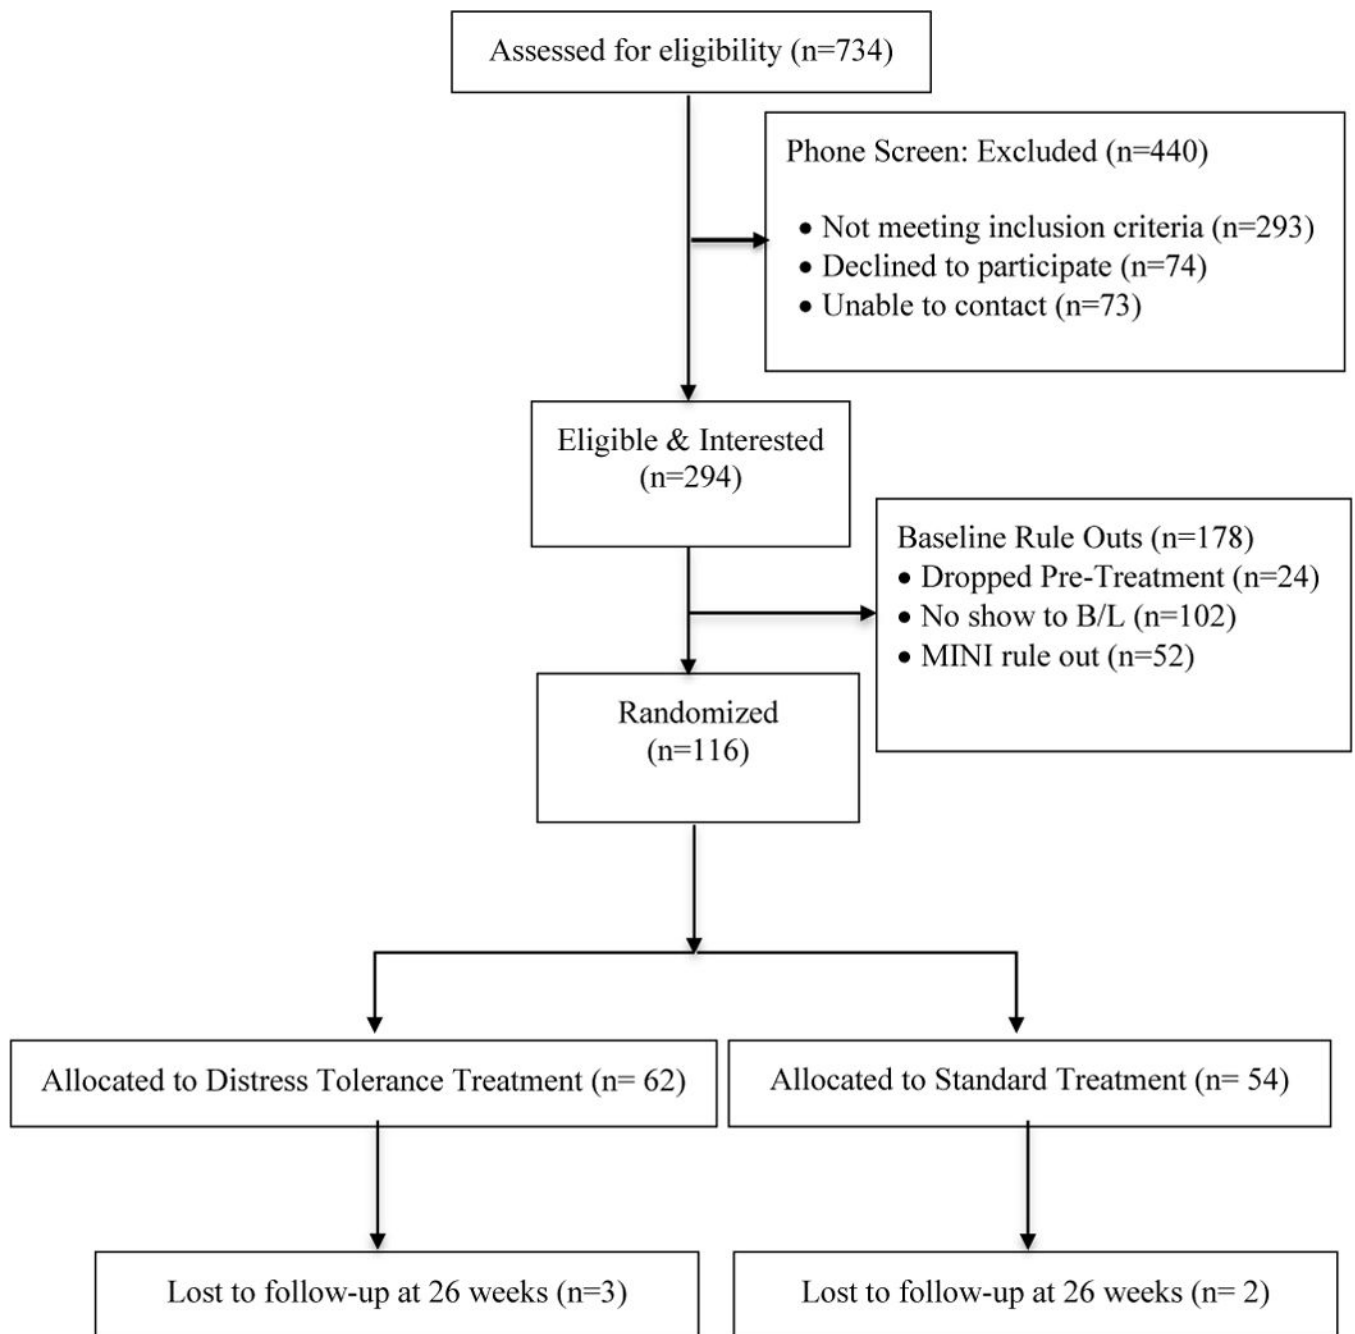 Assessed for eligibility (n=734)
Phone Screen: Excluded (n=440)
• Not meeting inclusion criteria (n=293)
• Declined to participate (n=74)
• Unable to contact (n=73)
Eligible & Interested
(n=294)
Baseline Rule Outs (n=178)
• Dropped Pre-Treatment (n=24)
• No show to B/L (n=102)
• MINI rule out (n=52)
Randomized
(n=116)
Allocated to Distress Tolerance Treatment (n= 62)
Allocated to Standard Treatment (n= 54)
Lost to follow-up at 26 weeks (n=3)
Lost to follow-up at 26 weeks (n= 2)